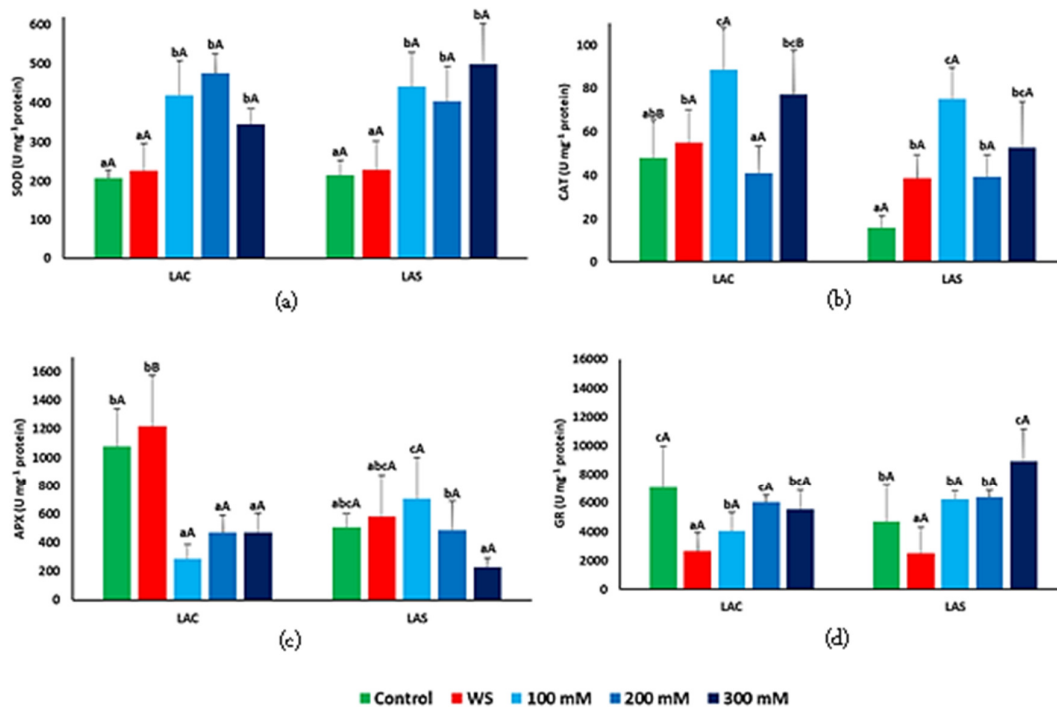 600
500
400
300
200
100
0
SOD (U mg⁻¹ protein)
aA
aA
bA
bA
bA
aA
aA
bA
bA
bA
LAC
LAS
(a)
100
80
60
40
20
0
CAT (U mg⁻¹ protein)
abB
bA
cA
aA
bcB
aA
bA
cA
bA
bcA
LAC
LAS
(b)
1600
1400
1200
1000
800
600
400
200
0
APX (U mg⁻¹ protein)
bA
bB
aA
aA
aA
abcA
abcA
cA
bA
aA
LAC
LAS
(c)
16000
14000
12000
10000
8000
6000
4000
2000
0
GR (U mg⁻¹ protein)
cA
aA
bA
cA
bcA
bA
aA
bA
bA
cA
LAC
LAS
(d)
Control WS 100 mM 200 mM 300 mM